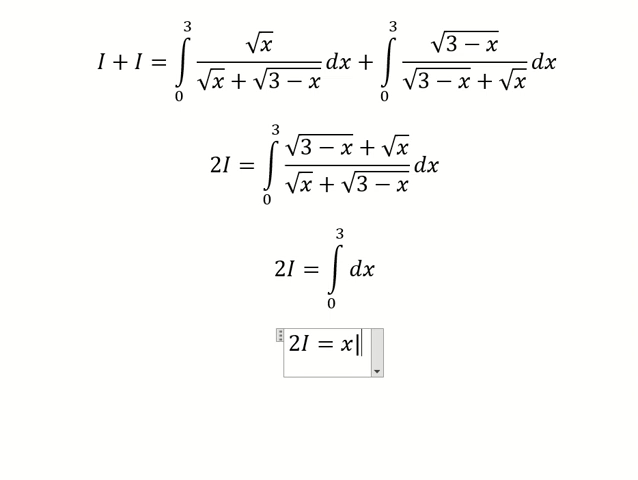 I + I = ∫₀³ √x / (√x + √(3 − x)) dx + ∫₀³ √(3 − x) / (√(3 − x) + √x) dx
2I = ∫₀³ (√(3 − x) + √x) / (√x + √(3 − x)) dx
2I = ∫₀³ dx
2I = x|